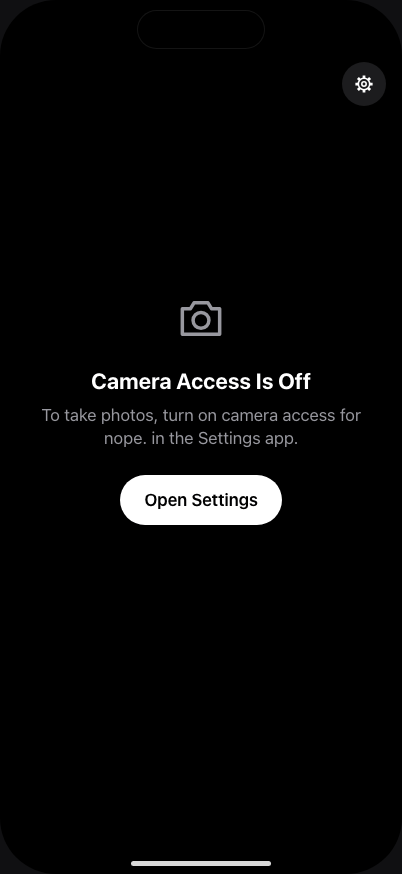 Camera Access Is Off
To take photos, turn on camera access for
nope. in the Settings app.
Open Settings